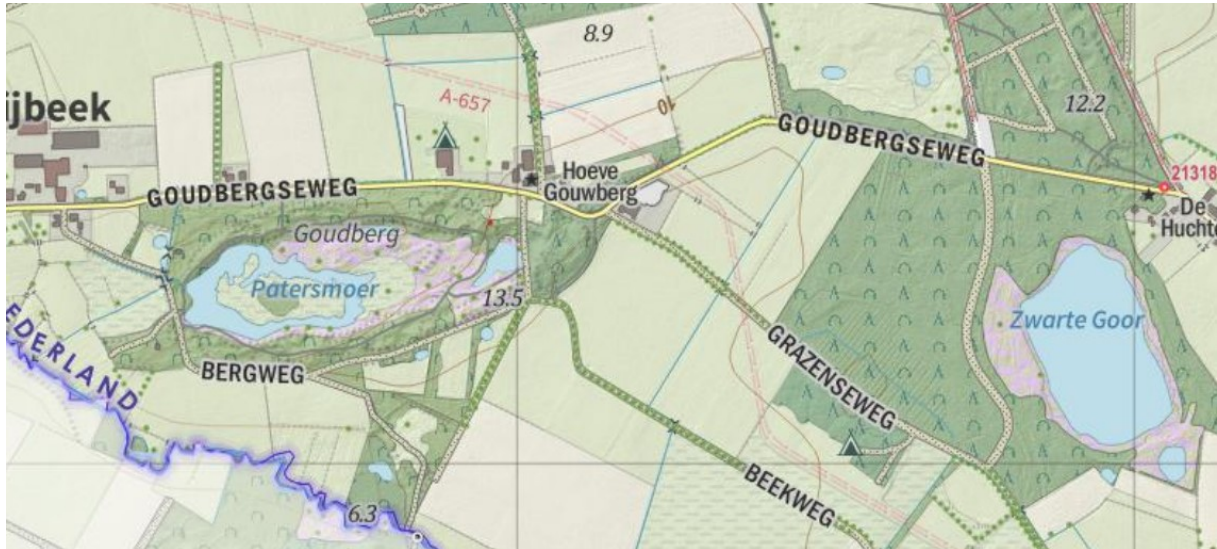 8.9
A-657
10
12.2
ijbeek
GOUDBERGSEWEG
GOUDBERGSEWEG
Hoeve
Gouwberg
21318
De
Huchte
Goudberg
Patersmoer
13.5
Zwarte Goor
EDERLAND
BERGWEG
GRAZENSEWEG
BEEKWEG
6.3